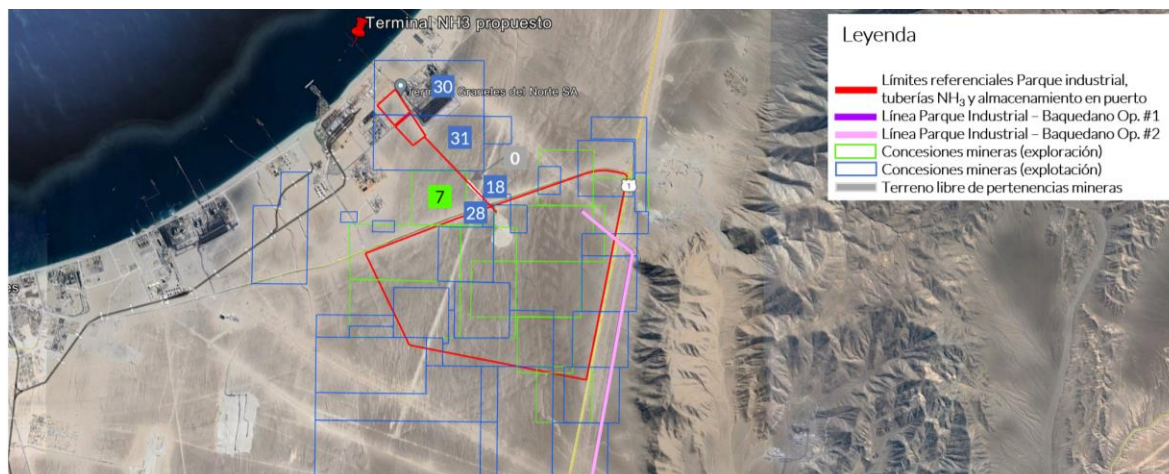 Terminal NH3 propuesto
Leyenda
Límites referenciales Parque industrial,
tuberías NH₃ y almacenamiento en puerto
Línea Parque Industrial – Baquedano Op. #1
Línea Parque Industrial – Baquedano Op. #2
Concesiones mineras (exploración)
Concesiones mineras (explotación)
Terreno libre de pertenencias mineras
30
Graneles del Norte SA
31
0
18
7
28
1
es